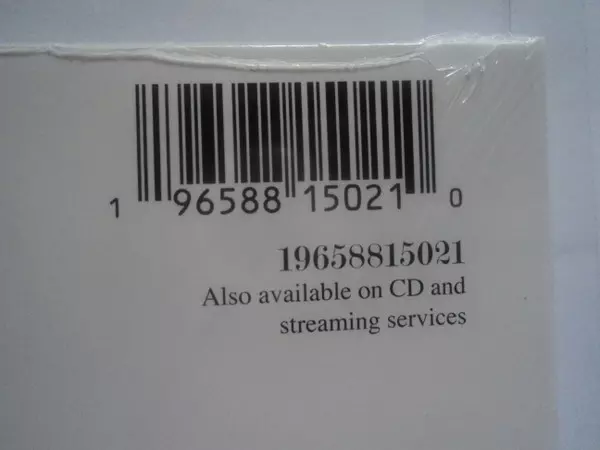 1 96588 15021 0
19658815021
Also available on CD and
streaming services